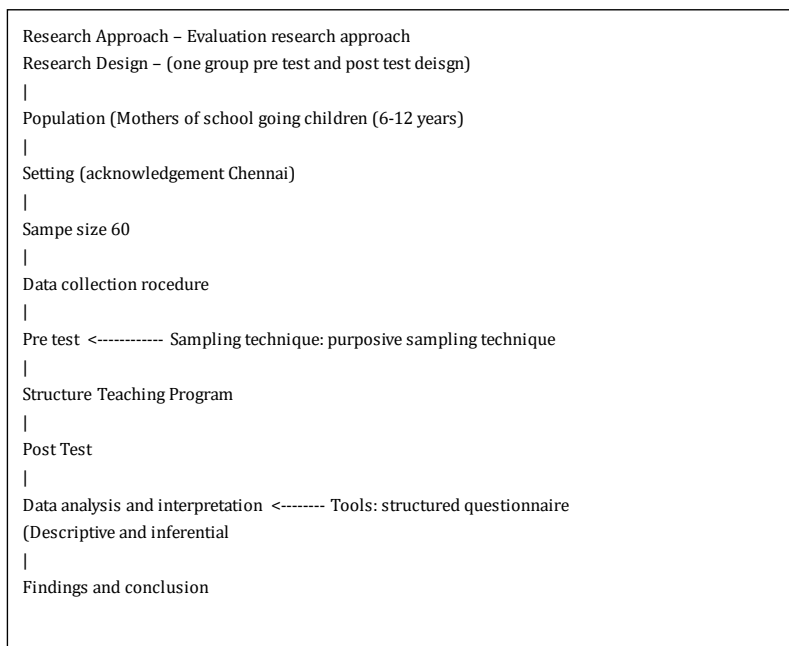 Research Approach – Evaluation research approach
Research Design – (one group pre test and post test deisgn)
|
Population (Mothers of school going children (6-12 years)
|
Setting (acknowledgement Chennai)
|
Sampe size 60
|
Data collection rocedure
|
Pre test <------------ Sampling technique: purposive sampling technique
|
Structure Teaching Program
|
Post Test
|
Data analysis and interpretation <-------- Tools: structured questionnaire
(Descriptive and inferential
|
Findings and conclusion